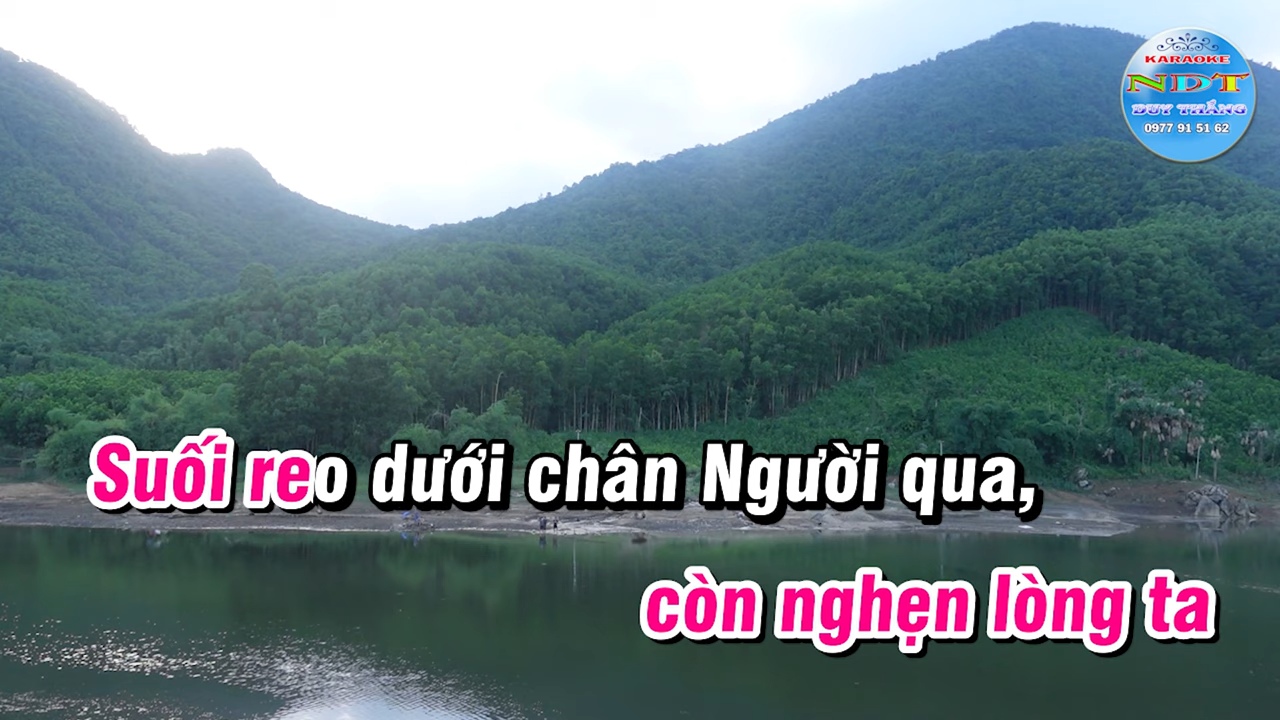 KARAOKE
NDT
DUY THẮNG
0977 91 51 62
Suối reo dưới chân Người qua,
còn nghẹn lòng ta